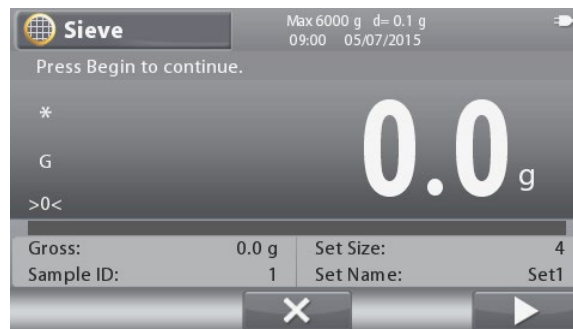 Sieve
Max 6000 g d= 0.1 g
09:00 05/07/2015
Press Begin to continue.
*
G
>0<
0.0 g
Gross: 0.0 g
Set Size: 4
Sample ID: 1
Set Name: Set1